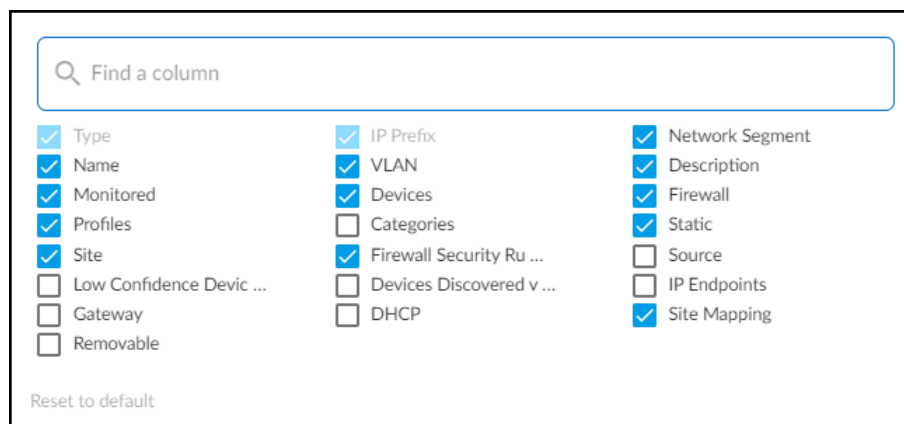 Find a column
Type
IP Prefix
Network Segment
Name
VLAN
Description
Monitored
Devices
Firewall
Profiles
Categories
Static
Site
Firewall Security Ru ...
Source
Low Confidence Devic ...
Devices Discovered v ...
IP Endpoints
Gateway
DHCP
Site Mapping
Removable
Reset to default